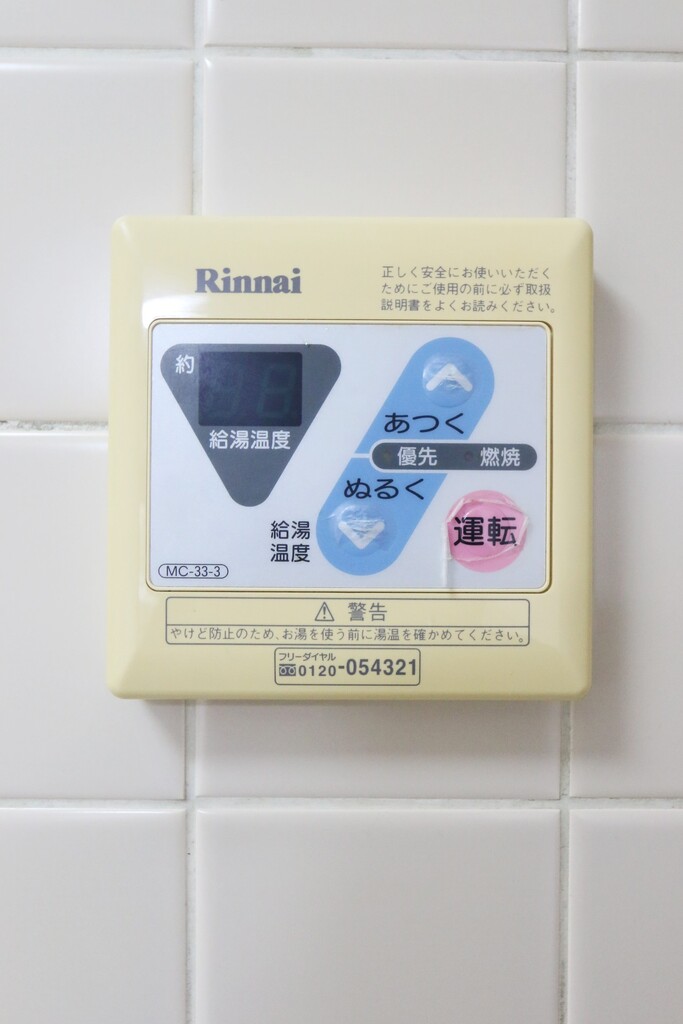 Rinnai
正しく安全にお使いいただく
ためにご使用の前に必ず取扱
説明書をよくお読みください。
約
給湯温度
あつく
優先 燃焼
ぬるく
給湯
温度
運転
MC-33-3
⚠ 警告
やけど防止のため、お湯を使う前に湯温を確かめてください。
フリーダイヤル
0120-054321